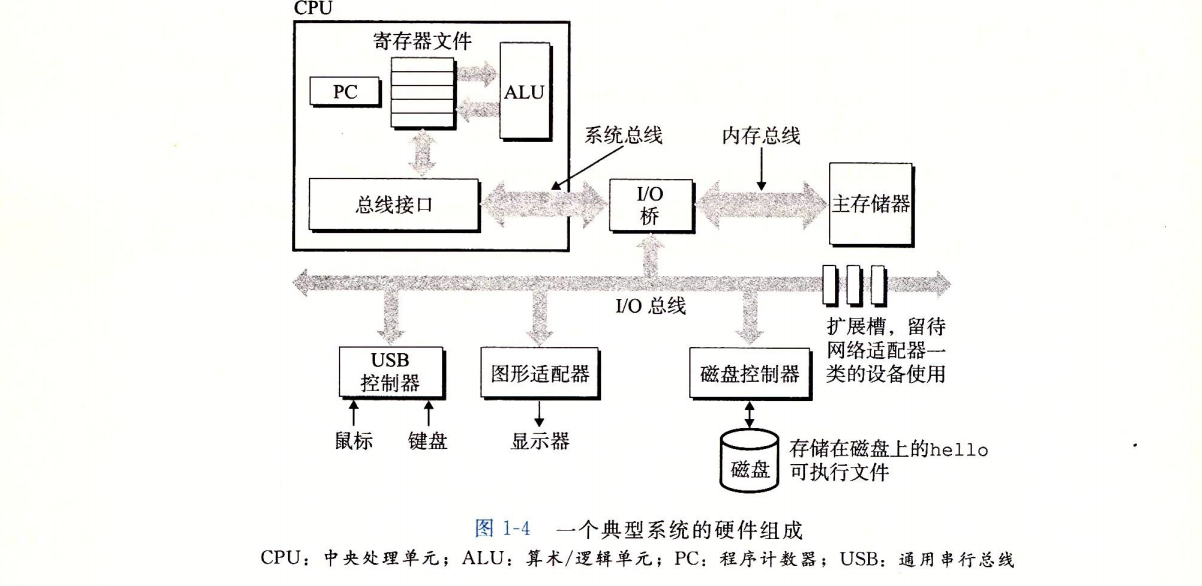 CPU
寄存器文件
PC
ALU
系统总线
内存总线
总线接口
I/O
桥
主存储器
I/O 总线
扩展槽，留待
网络适配器一
类的设备使用
USB
控制器
图形适配器
磁盘控制器
鼠标
键盘
显示器
磁盘
存储在磁盘上的hello
可执行文件
图 1-4 一个典型系统的硬件组成
CPU：中央处理单元；ALU：算术/逻辑单元；PC：程序计数器；USB：通用串行总线